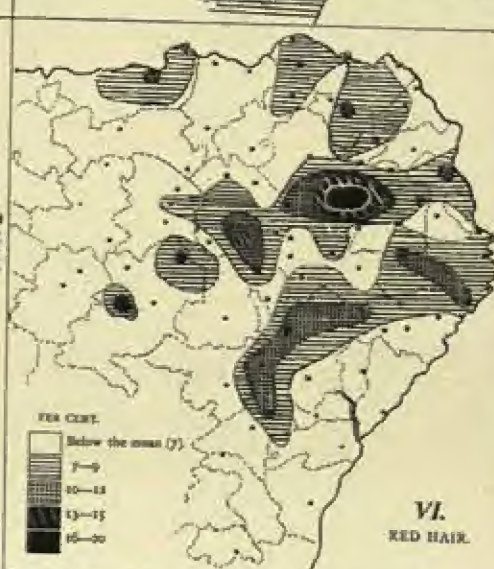 PER CENT.
Below the mean (7).
7—9
10—12
13—15
16—20
VI.
RED HAIR.